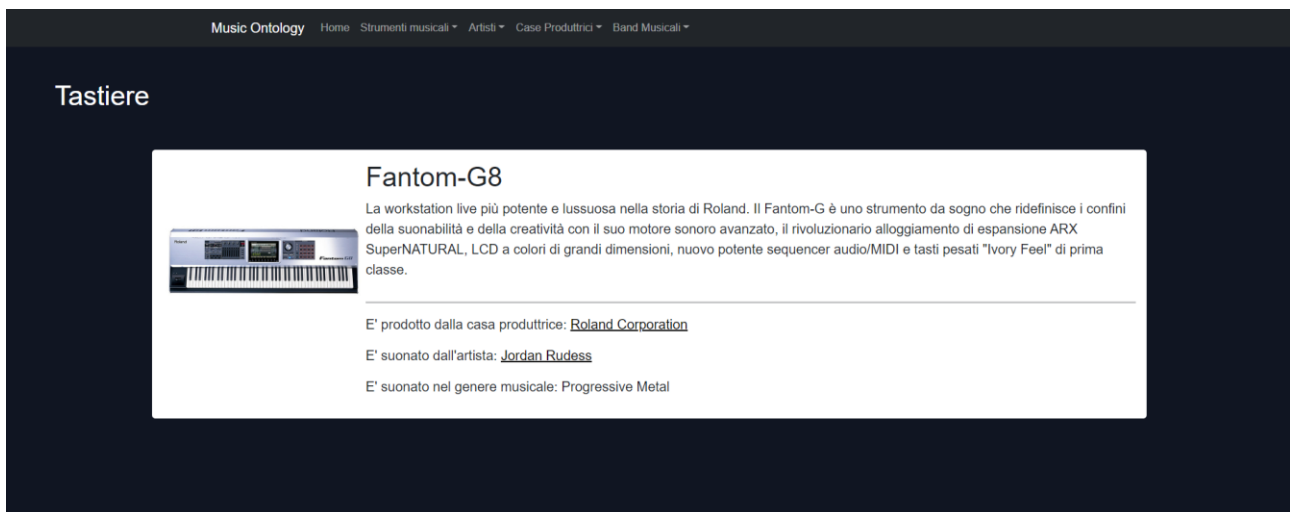 Music Ontology Home Strumenti musicali Artisti Case Produttrici Band Musicali
Tastiere
Fantom-G8
La workstation live più potente e lussuosa nella storia di Roland. Il Fantom-G è uno strumento da sogno che ridefinisce i confini
della suonabilità e della creatività con il suo motore sonoro avanzato, il rivoluzionario alloggiamento di espansione ARX
SuperNATURAL, LCD a colori di grandi dimensioni, nuovo potente sequencer audio/MIDI e tasti pesati "Ivory Feel" di prima
classe.
Roland
Fantom-G8
E' prodotto dalla casa produttrice: Roland Corporation
E' suonato dall'artista: Jordan Rudess
E' suonato nel genere musicale: Progressive Metal